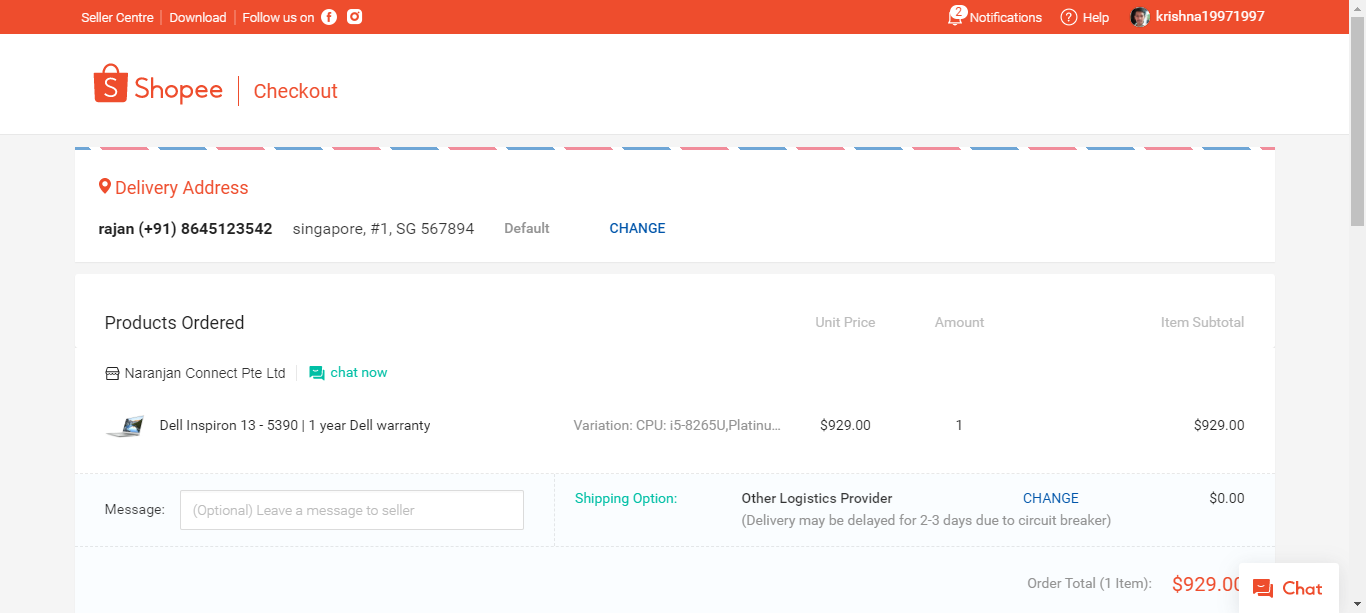 Seller Centre Download Follow us on 2 Notifications ? Help krishna19971997
S Shopee Checkout
Delivery Address
rajan (+91) 8645123542 singapore, #1, SG 567894 Default CHANGE
Products Ordered Unit Price Amount Item Subtotal
Naranjan Connect Pte Ltd chat now
Dell Inspiron 13 - 5390 | 1 year Dell warranty Variation: CPU: i5-8265U,Platinu... $929.00 1 $929.00
Message: (Optional) Leave a message to seller Shipping Option: Other Logistics Provider CHANGE $0.00
(Delivery may be delayed for 2-3 days due to circuit breaker)
Order Total (1 Item): $929.00 Chat